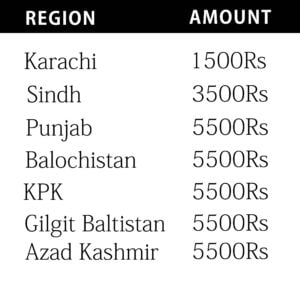 REGION AMOUNT
Karachi 1500Rs
Sindh 3500Rs
Punjab 5500Rs
Balochistan 5500Rs
KPK 5500Rs
Gilgit Baltistan 5500Rs
Azad Kashmir 5500Rs